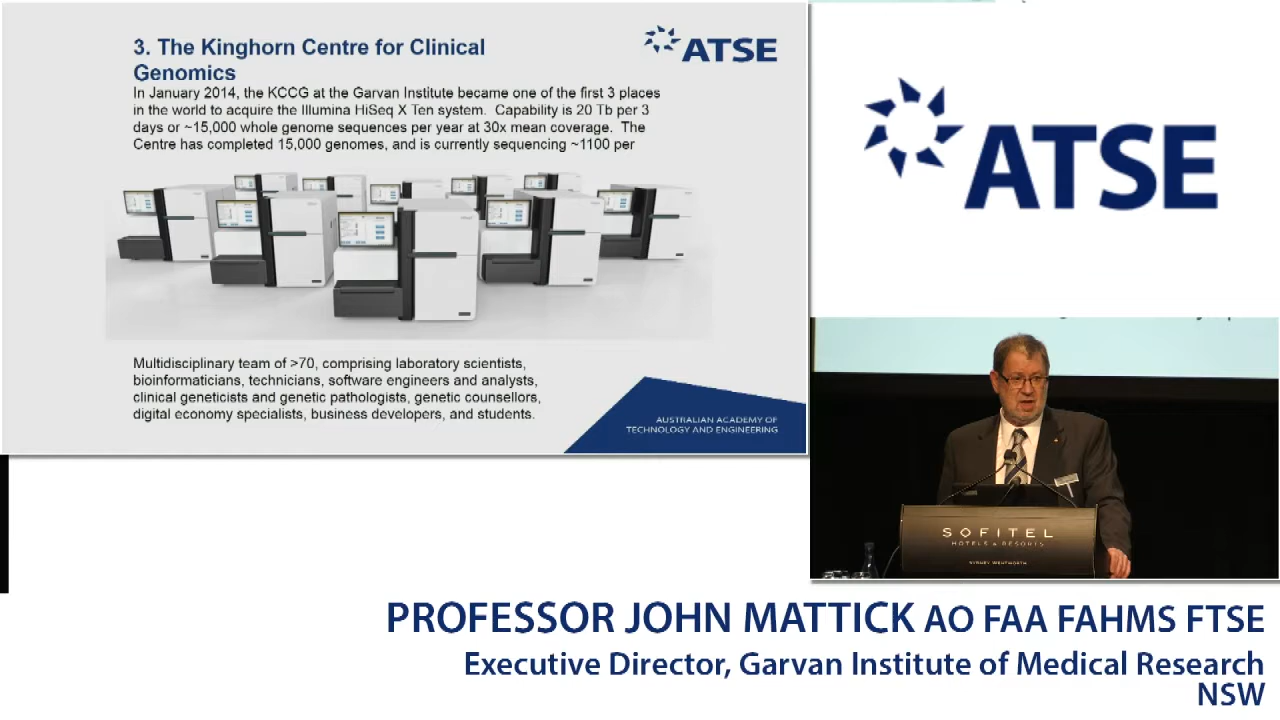 3. The Kinghorn Centre for Clinical
Genomics
ATSE
In January 2014, the KCCG at the Garvan Institute became one of the first 3 places
in the world to acquire the Illumina HiSeq X Ten system. Capability is 20 Tb per 3
days or ~15,000 whole genome sequences per year at 30x mean coverage. The
Centre has completed 15,000 genomes, and is currently sequencing ~1100 per
Multidisciplinary team of >70, comprising laboratory scientists,
bioinformaticians, technicians, software engineers and analysts,
clinical geneticists and genetic pathologists, genetic counsellors,
digital economy specialists, business developers, and students.
AUSTRALIAN ACADEMY OF
TECHNOLOGY AND ENGINEERING
ATSE
SOFITEL
HOTELS & RESORTS
SYDNEY WENTWORTH
PROFESSOR JOHN MATTICK AO FAA FAHMS FTSE
Executive Director, Garvan Institute of Medical Research
NSW